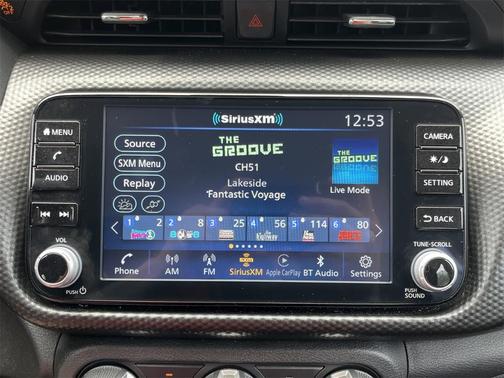 SiriusXM
12:53
MENU
CAMERA
Source
THE
GROOVE
THE
GROOVE
SXM Menu
CH51
AUDIO
SETTING
Replay
Lakeside
Live Mode
'Fantastic Voyage
BACK
1 2
2 8
3 25
4 56
5 114
6 80
VOL
TUNE·SCROLL
Phone
AM
FM
SiriusXM
Apple CarPlay
BT Audio
Settings
PUSH
PUSH
SOUND